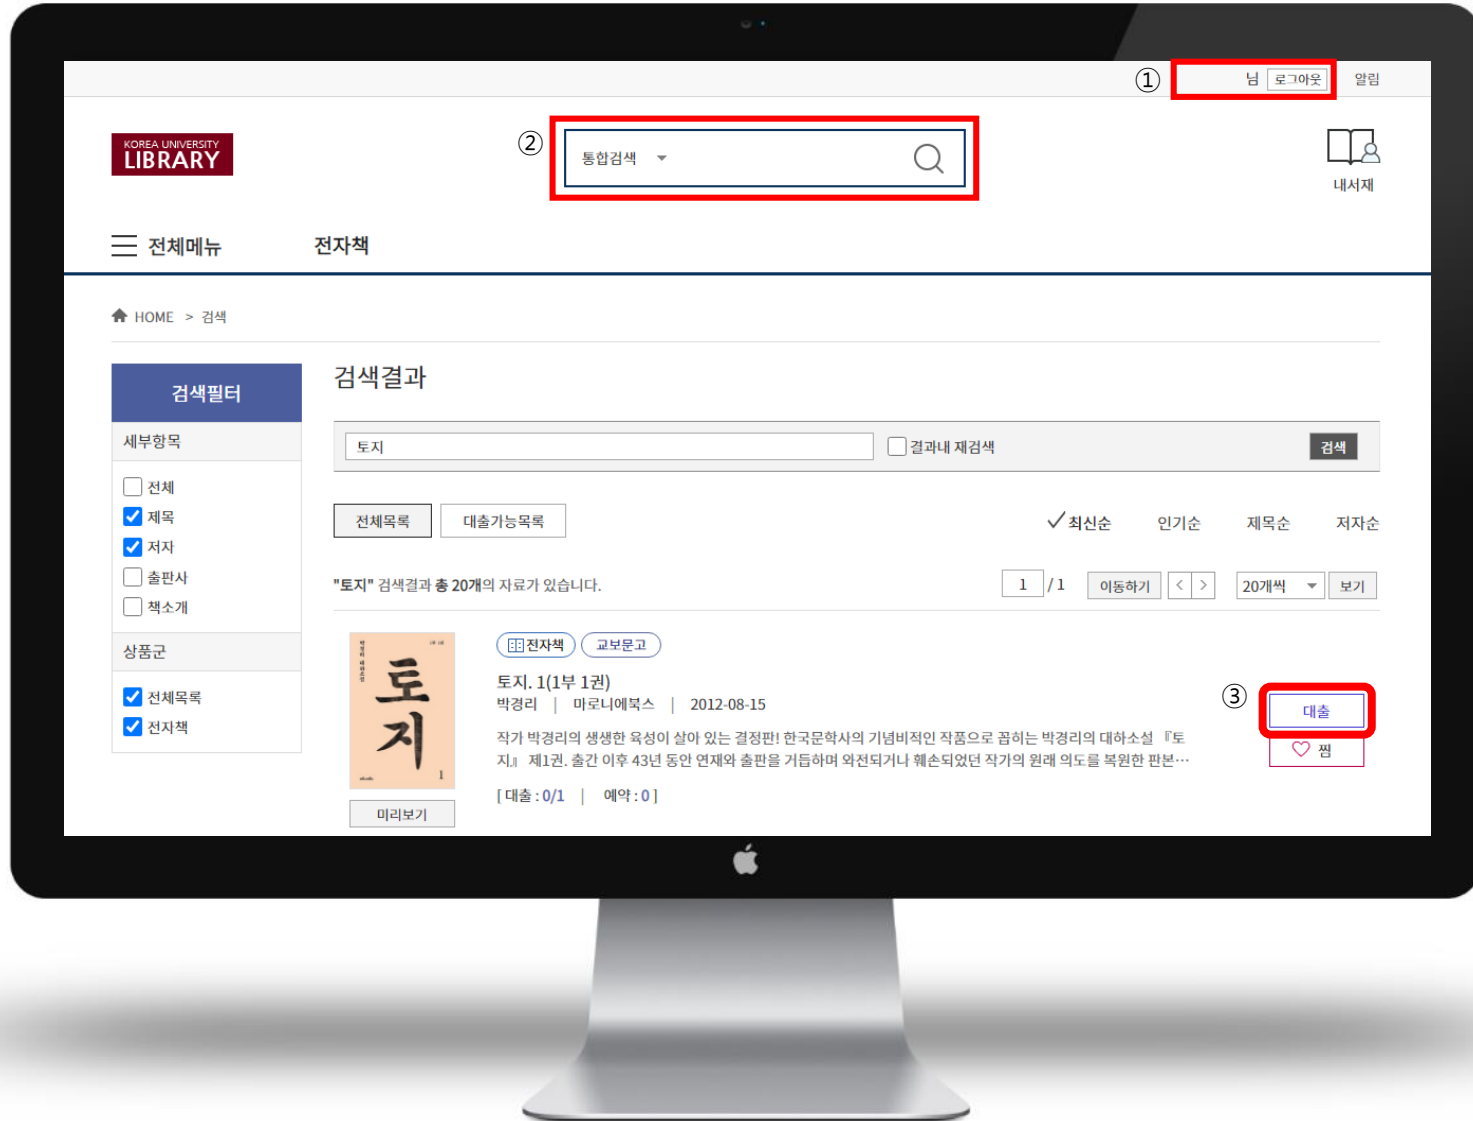 ① 님 로그아웃 알림
KOREA UNIVERSITY
LIBRARY
② 통합검색
내서재
전체메뉴 전자책
HOME > 검색
검색필터
세부항목
전체
제목
저자
출판사
책소개
상품군
전체목록
전자책
검색결과
토지 결과내 재검색 검색
전체목록 대출가능목록 최신순 인기순 제목순 저자순
"토지" 검색결과 총 20개의 자료가 있습니다. 1 / 1 이동하기 < > 20개씩 보기
박경리 대하소설
토지
1
미리보기
전자책 교보문고
토지. 1(1부 1권)
박경리 | 마로니에북스 | 2012-08-15
작가 박경리의 생생한 육성이 살아 있는 결정판! 한국문학사의 기념비적인 작품으로 꼽히는 박경리의 대하소설 『토
지』 제1권. 출간 이후 43년 동안 연재와 출판을 거듭하며 와전되거나 훼손되었던 작가의 원래 의도를 복원한 판본…
[ 대출 : 0/1 | 예약 : 0 ]
③ 대출
찜